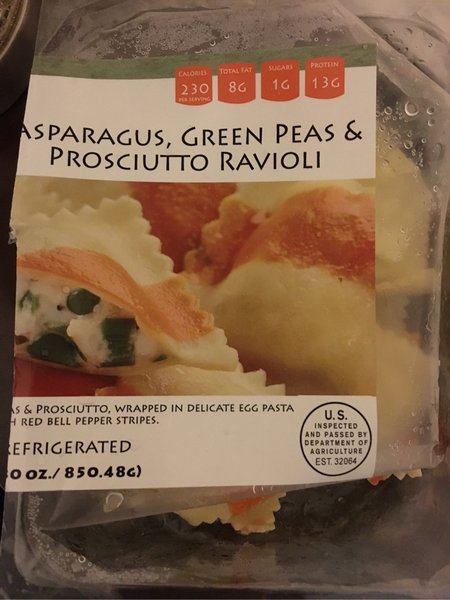 CALORIES 230 PER SERVING
TOTAL FAT 8G
SUGARS 1G
PROTEIN 13G
ASPARAGUS, GREEN PEAS &
PROSCIUTTO RAVIOLI
AS & PROSCIUTTO, WRAPPED IN DELICATE EGG PASTA
H RED BELL PEPPER STRIPES.
REFRIGERATED
0 OZ./ 850.48G)
U.S.
INSPECTED
AND PASSED BY
DEPARTMENT OF
AGRICULTURE
EST. 32064